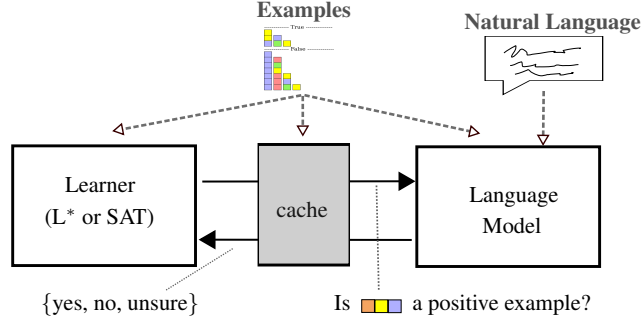 Examples
True
False
Natural Language
Learner
(L* or SAT)
cache
Language
Model
{yes, no, unsure}
Is a positive example?